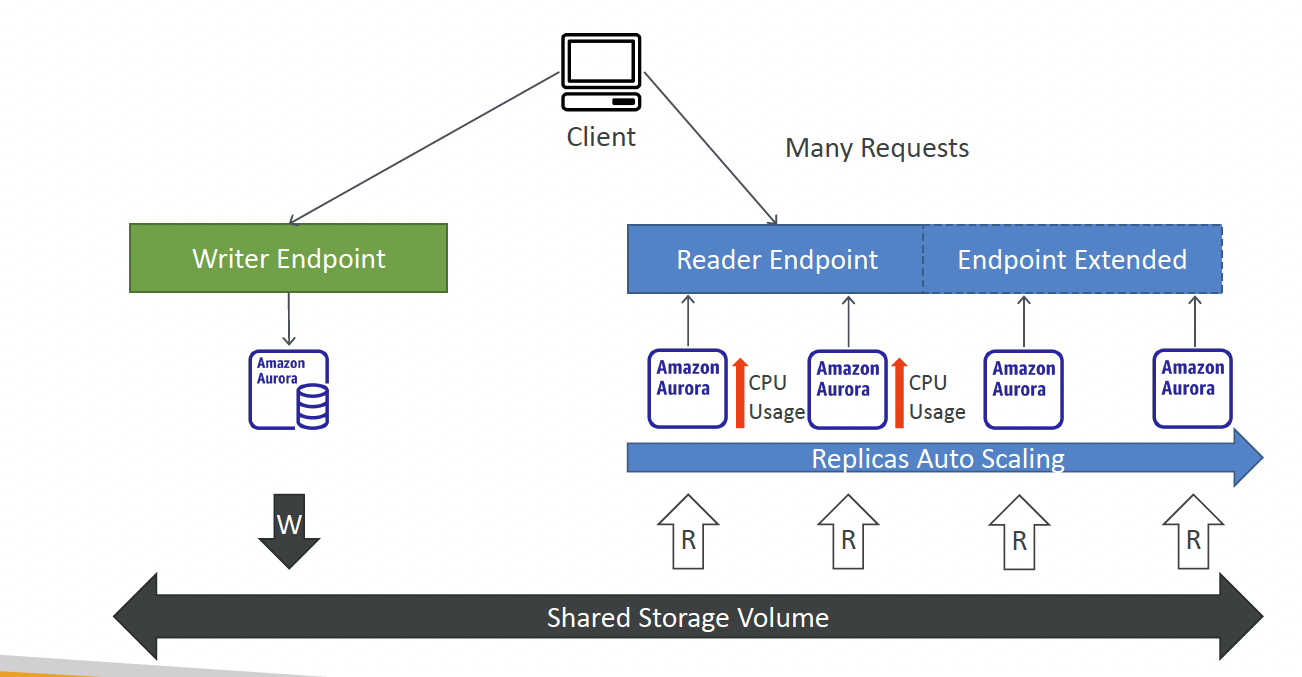 Client
Many Requests
Writer Endpoint
Reader Endpoint
Endpoint Extended
Amazon
Aurora
Amazon
Aurora
CPU
Usage
Amazon
Aurora
CPU
Usage
Amazon
Aurora
Amazon
Aurora
Replicas Auto Scaling
W
R
R
R
R
Shared Storage Volume